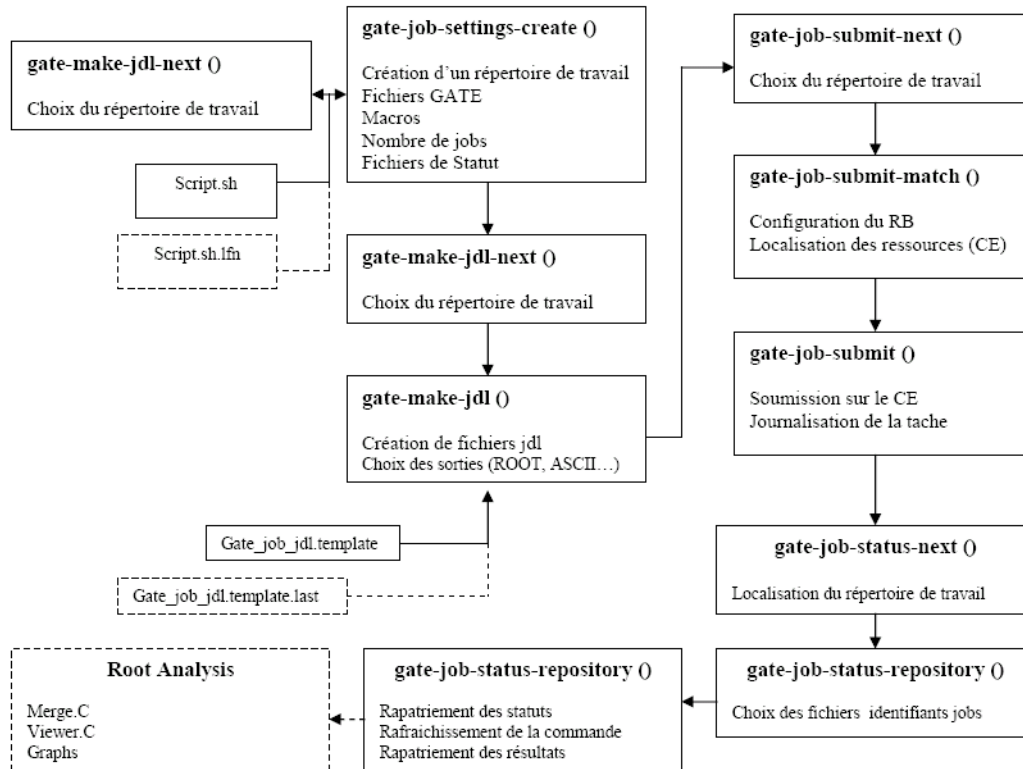 gate-make-jdl-next ()
Choix du répertoire de travail
gate-job-settings-create ()
Création d'un répertoire de travail
Fichiers GATE
Macros
Nombre de jobs
Fichiers de Statut
Script.sh
Script.sh.lfn
gate-make-jdl-next ()
Choix du répertoire de travail
gate-make-jdl ()
Création de fichiers jdl
Choix des sorties (ROOT, ASCII…)
Gate_job_jdl.template
Gate_job_jdl.template.last
gate-job-submit-next ()
Choix du répertoire de travail
gate-job-submit-match ()
Configuration du RB
Localisation des ressources (CE)
gate-job-submit ()
Soumission sur le CE
Journalisation de la tache
gate-job-status-next ()
Localisation du répertoire de travail
gate-job-status-repository ()
Choix des fichiers identifiants jobs
gate-job-status-repository ()
Rapatriement des statuts
Rafraichissement de la commande
Rapatriement des résultats
Root Analysis
Merge.C
Viewer.C
Graphs